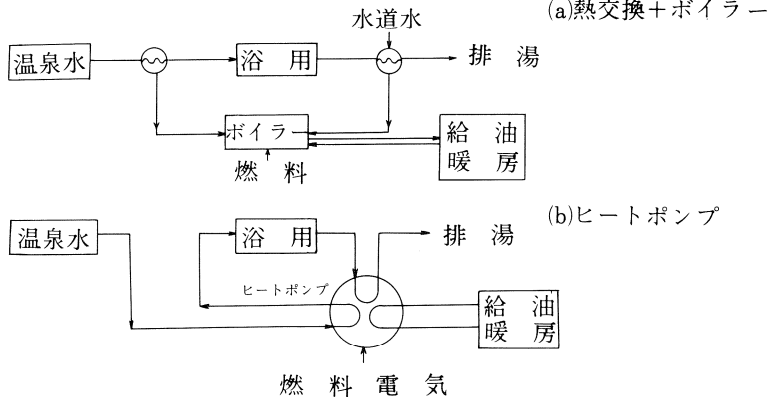 (a)熱交換+ボイラー
水道水
温泉水
浴用
排湯
ボイラー
給油
暖房
燃料
(b)ヒートポンプ
温泉水
浴用
排湯
ヒートポンプ
給油
暖房
燃料電気